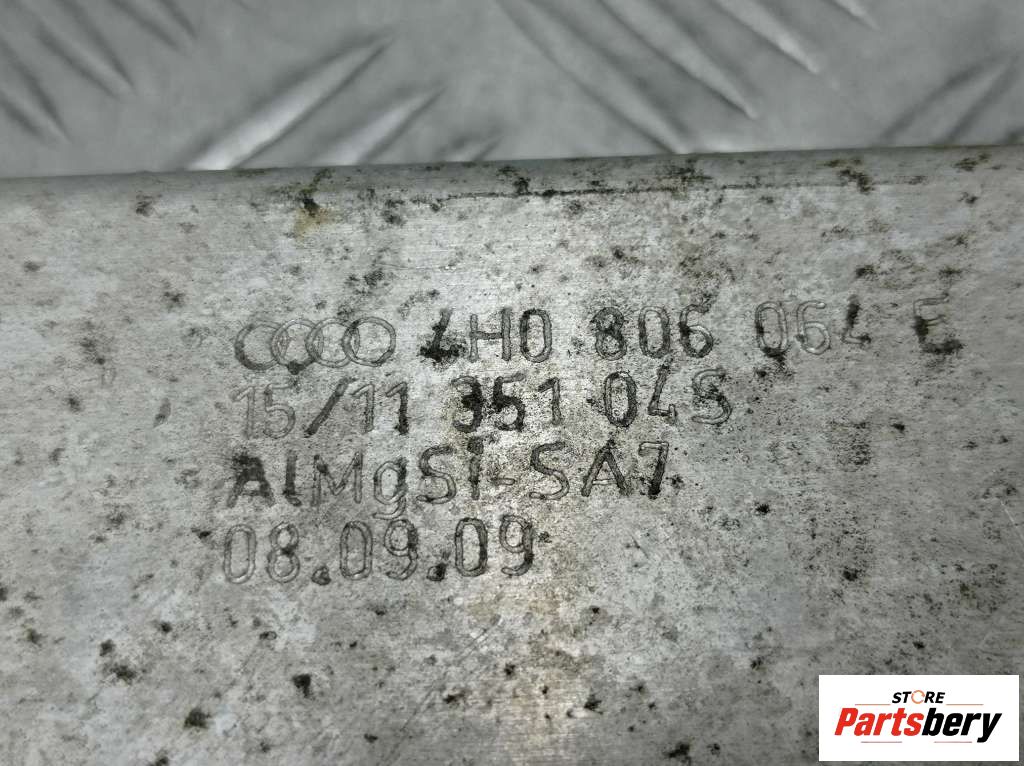 4H0 806 064 E
15/11 351 04S
AlMgSi-SA7
08.09.09
STORE
Partsbery